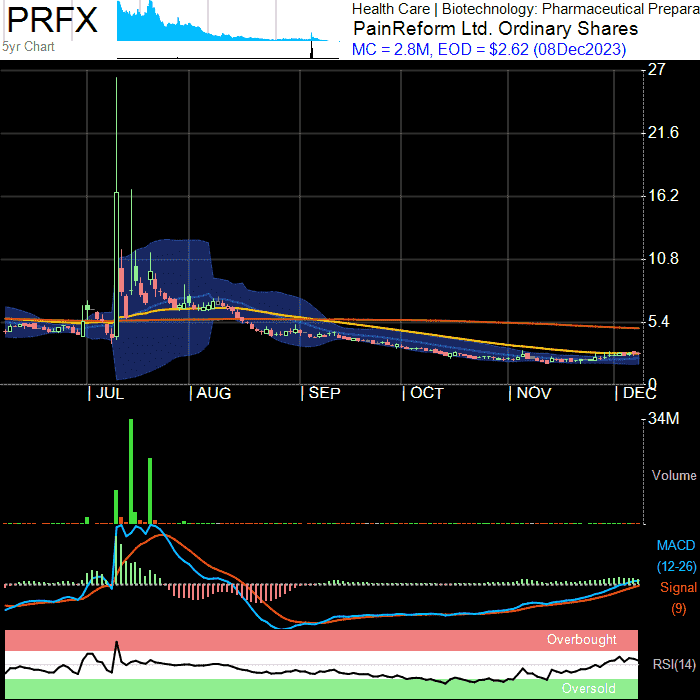 PRFX
5yr Chart
Health Care | Biotechnology: Pharmaceutical Prepara
PainReform Ltd. Ordinary Shares
MC = 2.8M, EOD = $2.62 (08Dec2023)
27
21.6
16.2
10.8
5.4
0
JUL AUG SEP OCT NOV DEC
34M
Volume
MACD
(12-26)
Signal
(9)
Overbought
RSI(14)
Oversold